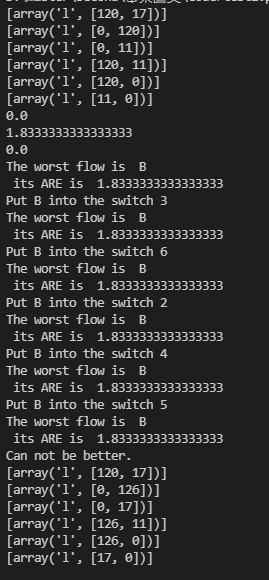 [array('l', [120, 17])]
[array('l', [0, 120])]
[array('l', [0, 11])]
[array('l', [120, 11])]
[array('l', [120, 0])]
[array('l', [11, 0])]
0.0
1.8333333333333333
0.0
The worst flow is  B
 its ARE is  1.8333333333333333
Put B into the switch 3
The worst flow is  B
 its ARE is  1.8333333333333333
Put B into the switch 6
The worst flow is  B
 its ARE is  1.8333333333333333
Put B into the switch 2
The worst flow is  B
 its ARE is  1.8333333333333333
Put B into the switch 4
The worst flow is  B
 its ARE is  1.8333333333333333
Put B into the switch 5
The worst flow is  B
 its ARE is  1.8333333333333333
Can not be better.
[array('l', [120, 17])]
[array('l', [0, 126])]
[array('l', [0, 17])]
[array('l', [126, 11])]
[array('l', [126, 0])]
[array('l', [17, 0])]